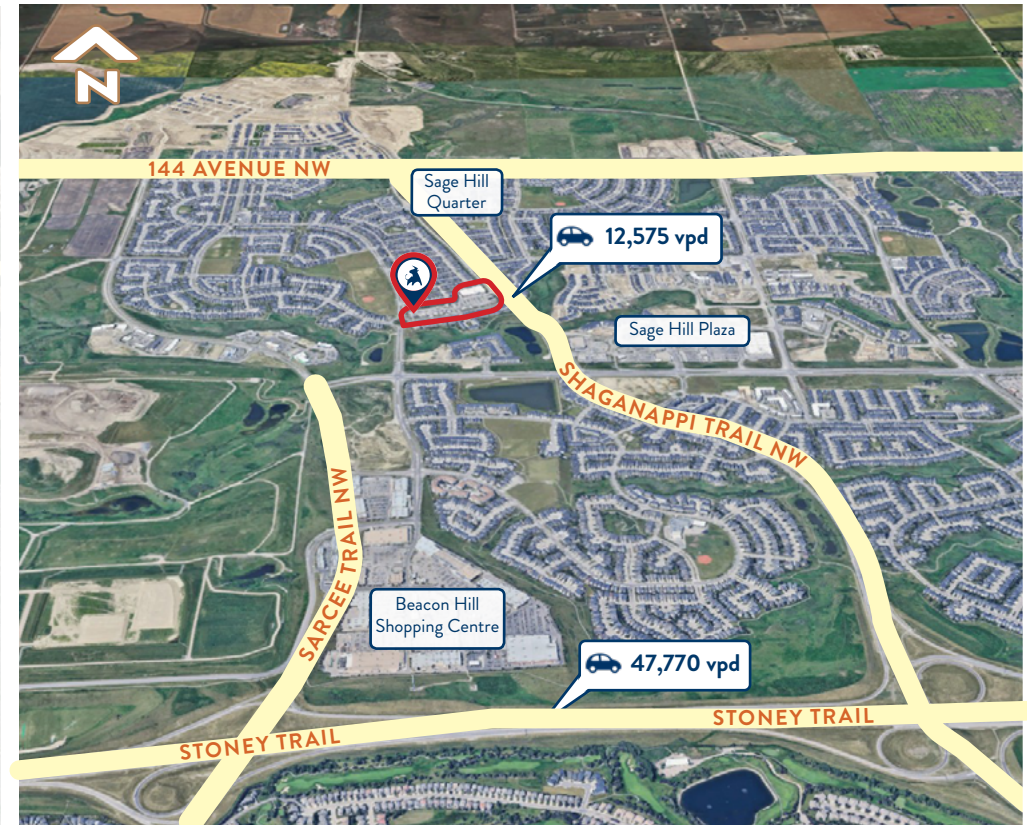 N
144 AVENUE NW
Sage Hill
Quarter
12,575 vpd
Sage Hill Plaza
SHAGANAPPI TRAIL NW
SARCEE TRAIL NW
Beacon Hill
Shopping Centre
47,770 vpd
STONEY TRAIL
STONEY TRAIL